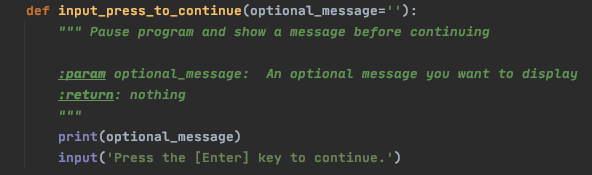 def input_press_to_continue(optional_message=''):
    """ Pause program and show a message before continuing

    :param optional_message:  An optional message you want to display
    :return: nothing
    """
    print(optional_message)
    input('Press the [Enter] key to continue.')